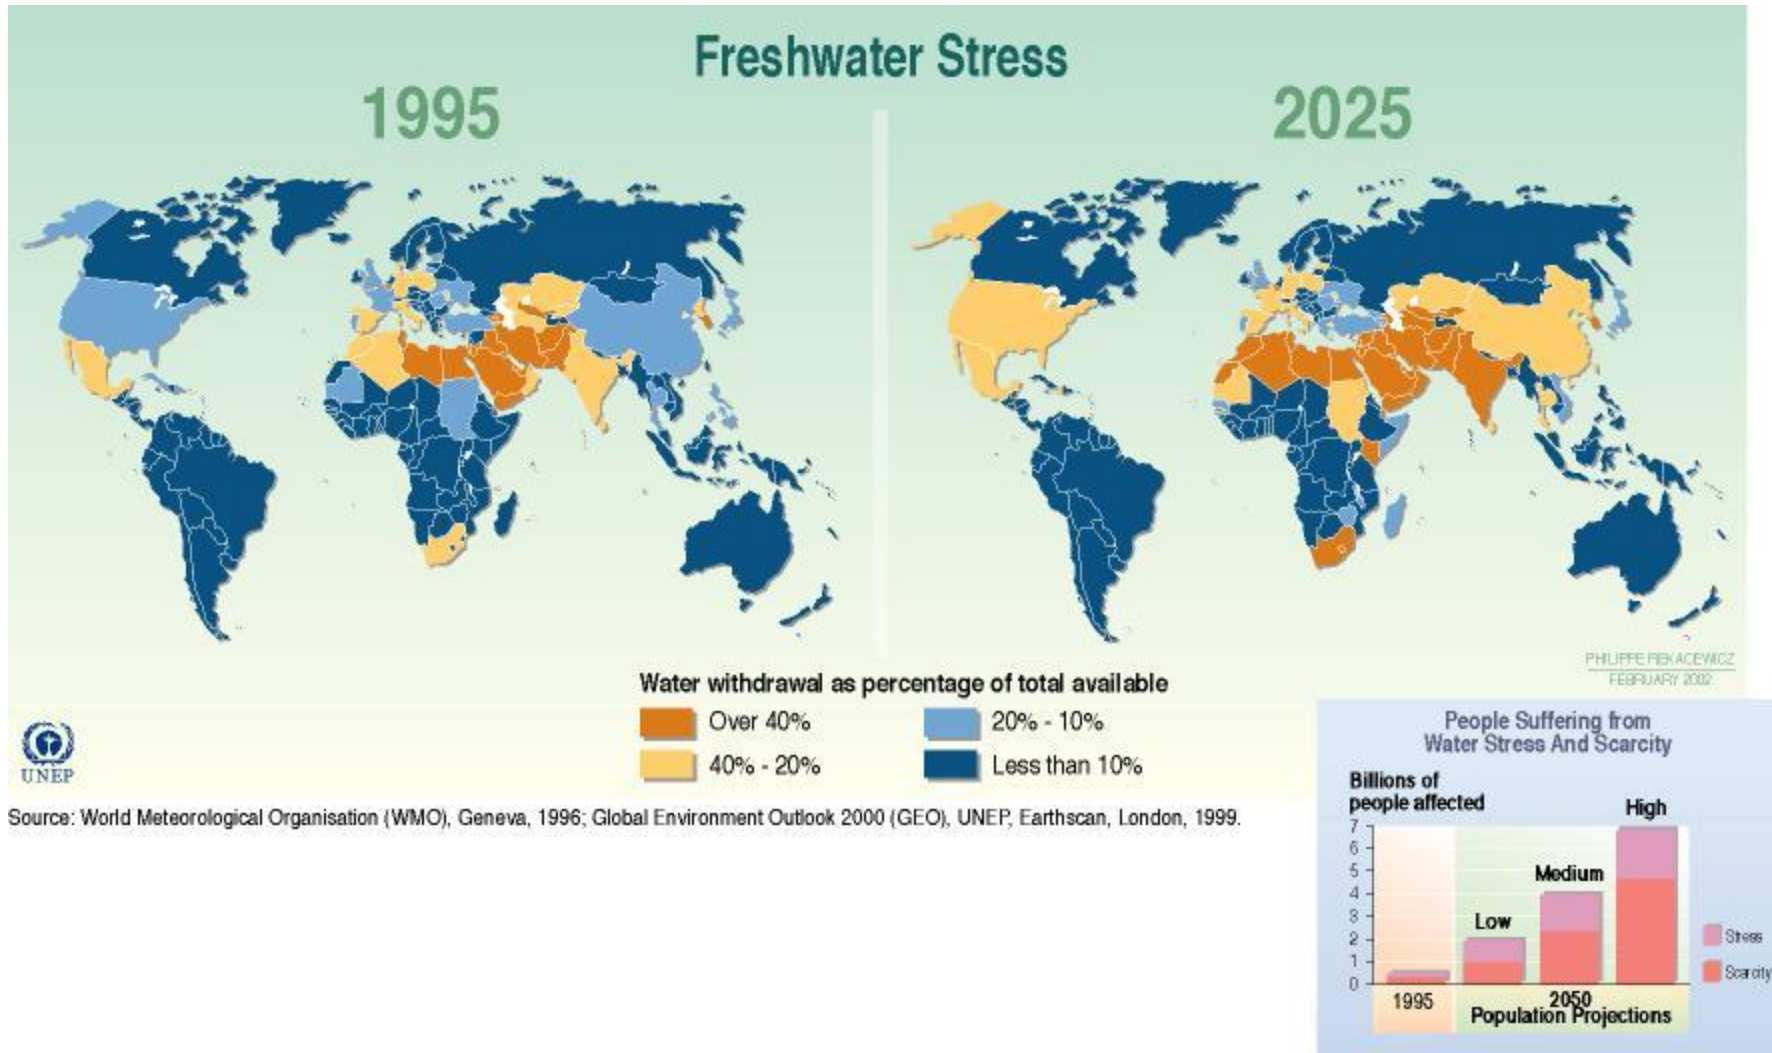 Freshwater Stress
1995
2025
PHILIPPE REKACEWICZ
FEBRUARY 2002
Water withdrawal as percentage of total available
Over 40%
20% - 10%
40% - 20%
Less than 10%
UNEP
Source: World Meteorological Organisation (WMO), Geneva, 1996; Global Environment Outlook 2000 (GEO), UNEP, Earthscan, London, 1999.
People Suffering from
Water Stress And Scarcity
Billions of
people affected
High
Medium
Low
7
6
5
4
3
2
1
0
Stress
Scarcity
1995
2050
Population Projections